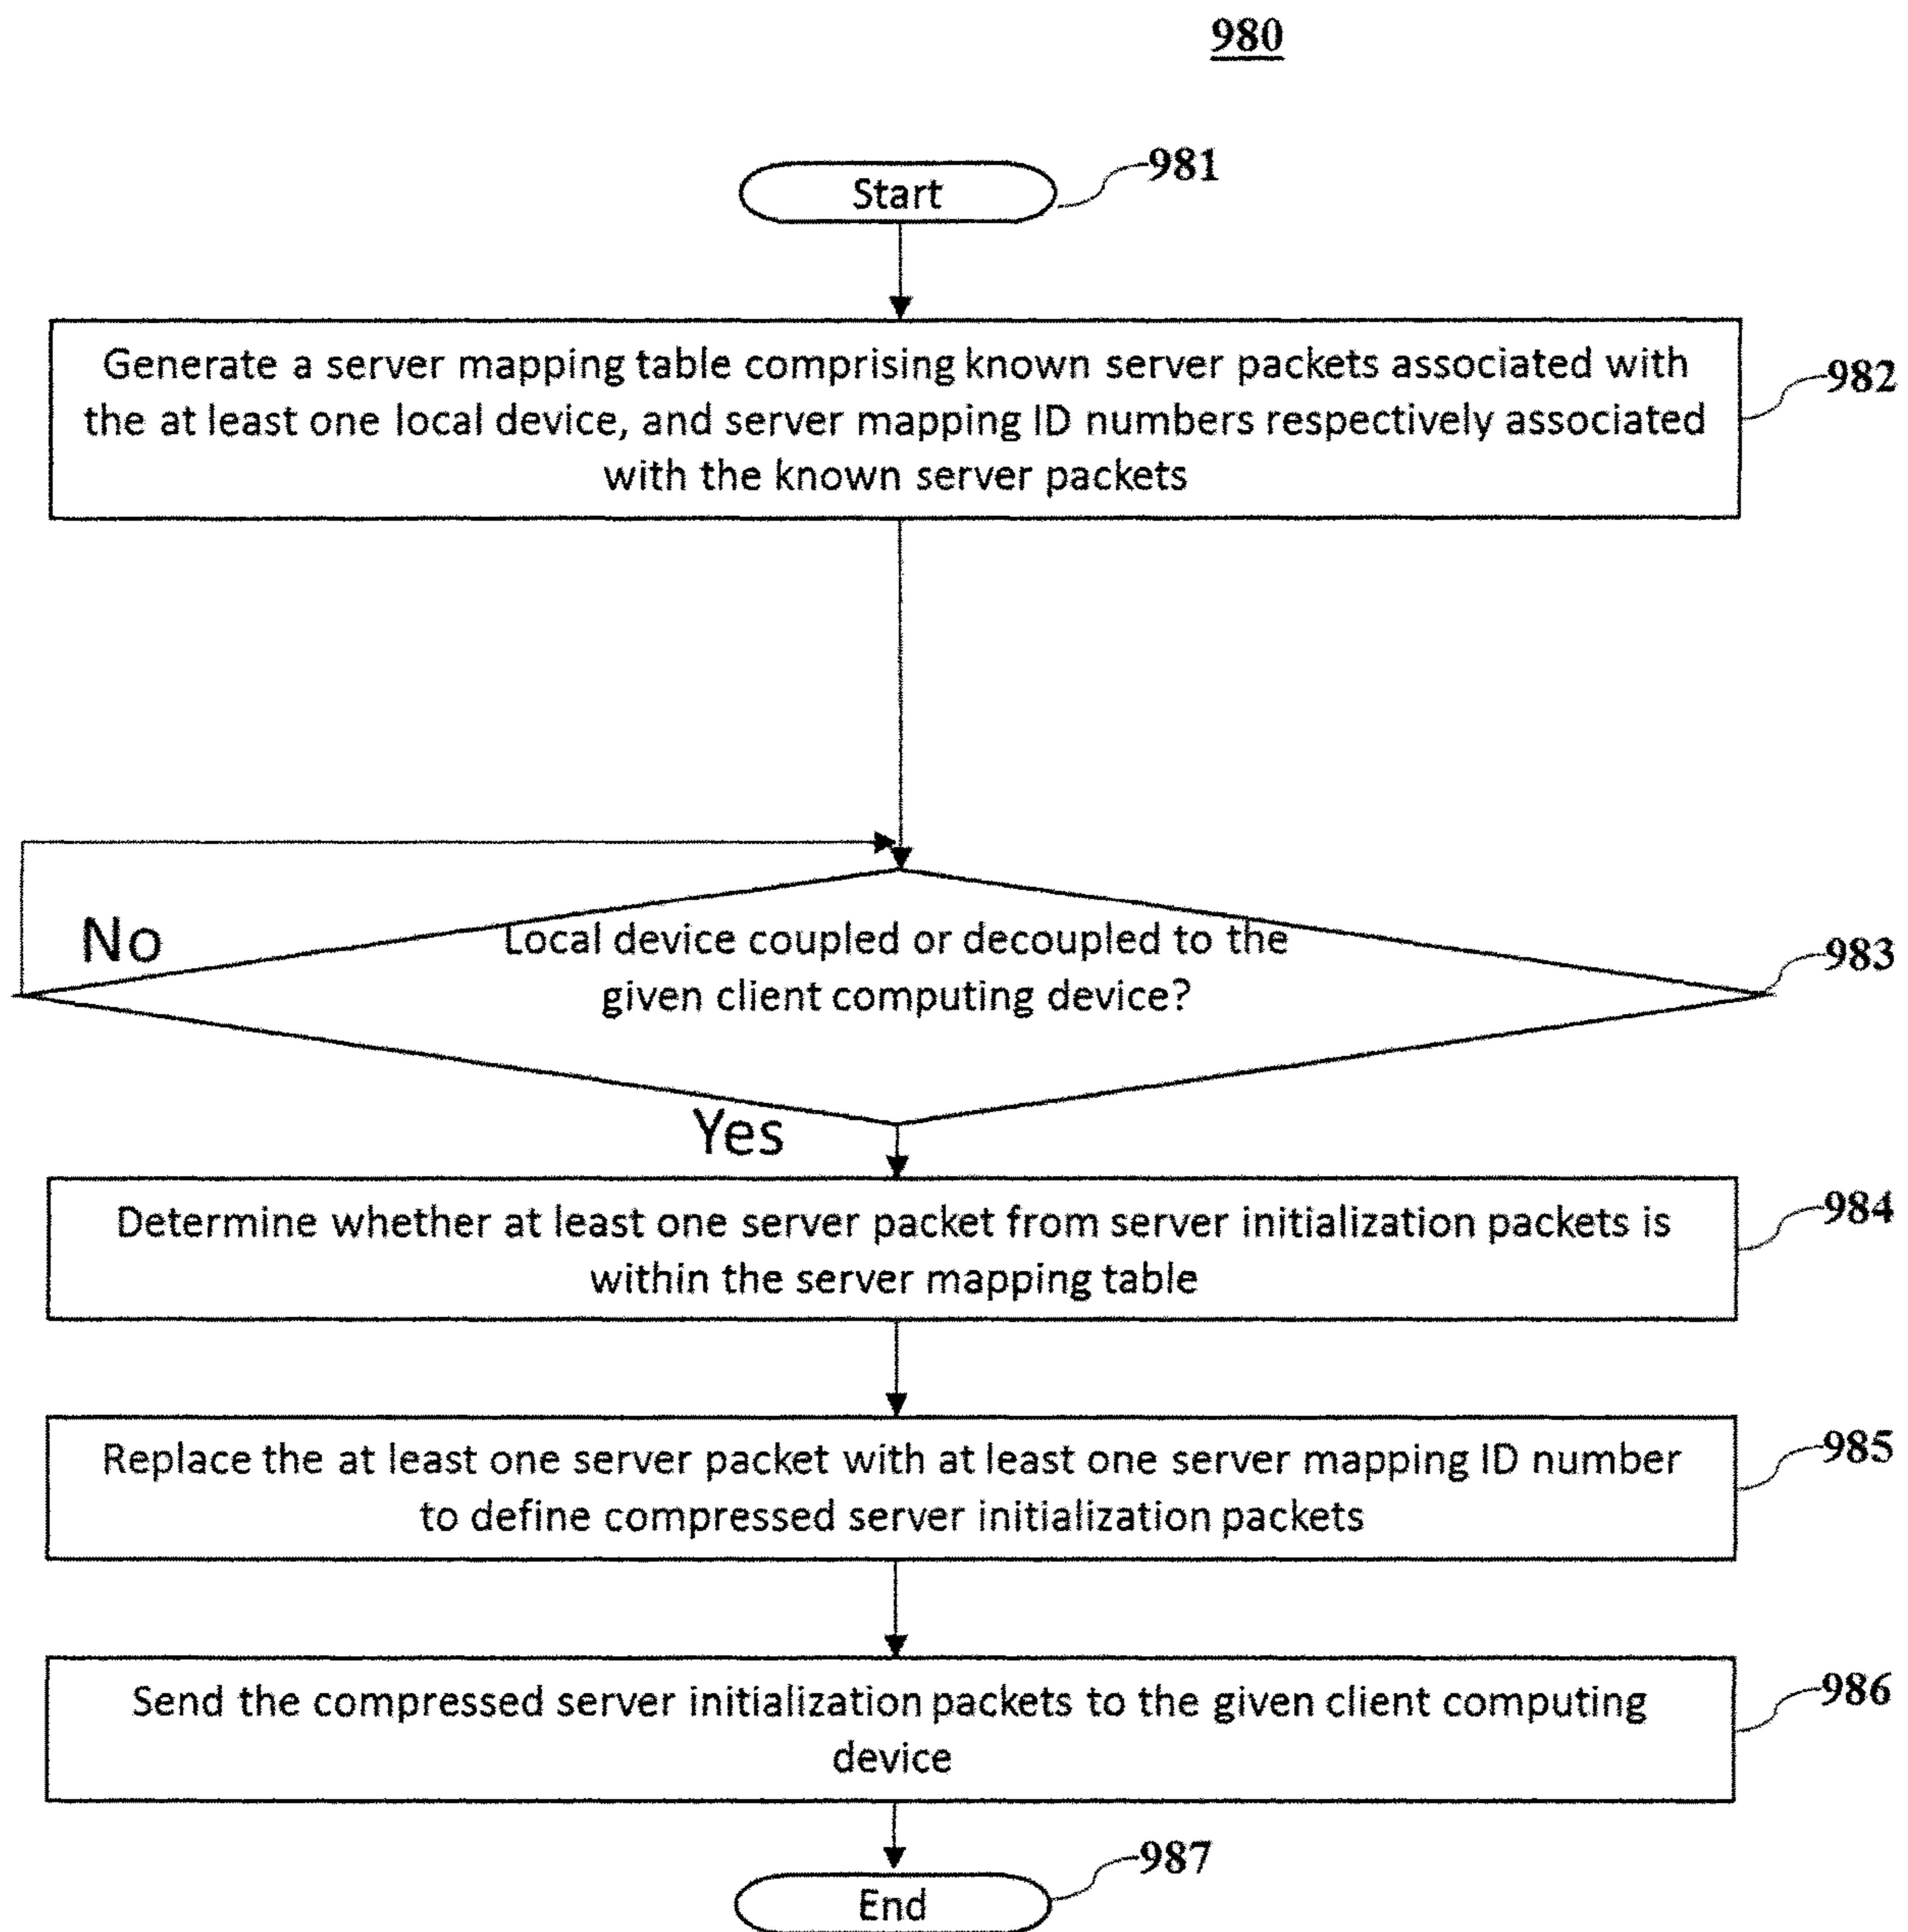 980
Start
981
Generate a server mapping table comprising known server packets associated with
the at least one local device, and server mapping ID numbers respectively associated
with the known server packets
982
Local device coupled or decoupled to the
given client computing device?
983
No
Yes
Determine whether at least one server packet from server initialization packets is
within the server mapping table
984
Replace the at least one server packet with at least one server mapping ID number
to define compressed server initialization packets
985
Send the compressed server initialization packets to the given client computing
device
986
End
987